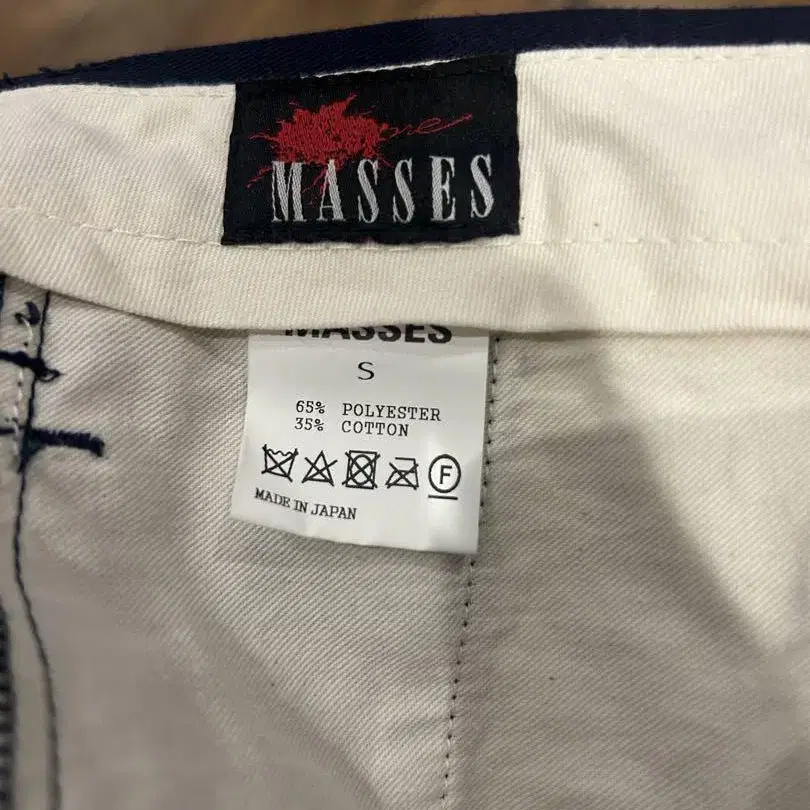 MASSES
MASSES
S
65% POLYESTER
35% COTTON
F
MADE IN JAPAN